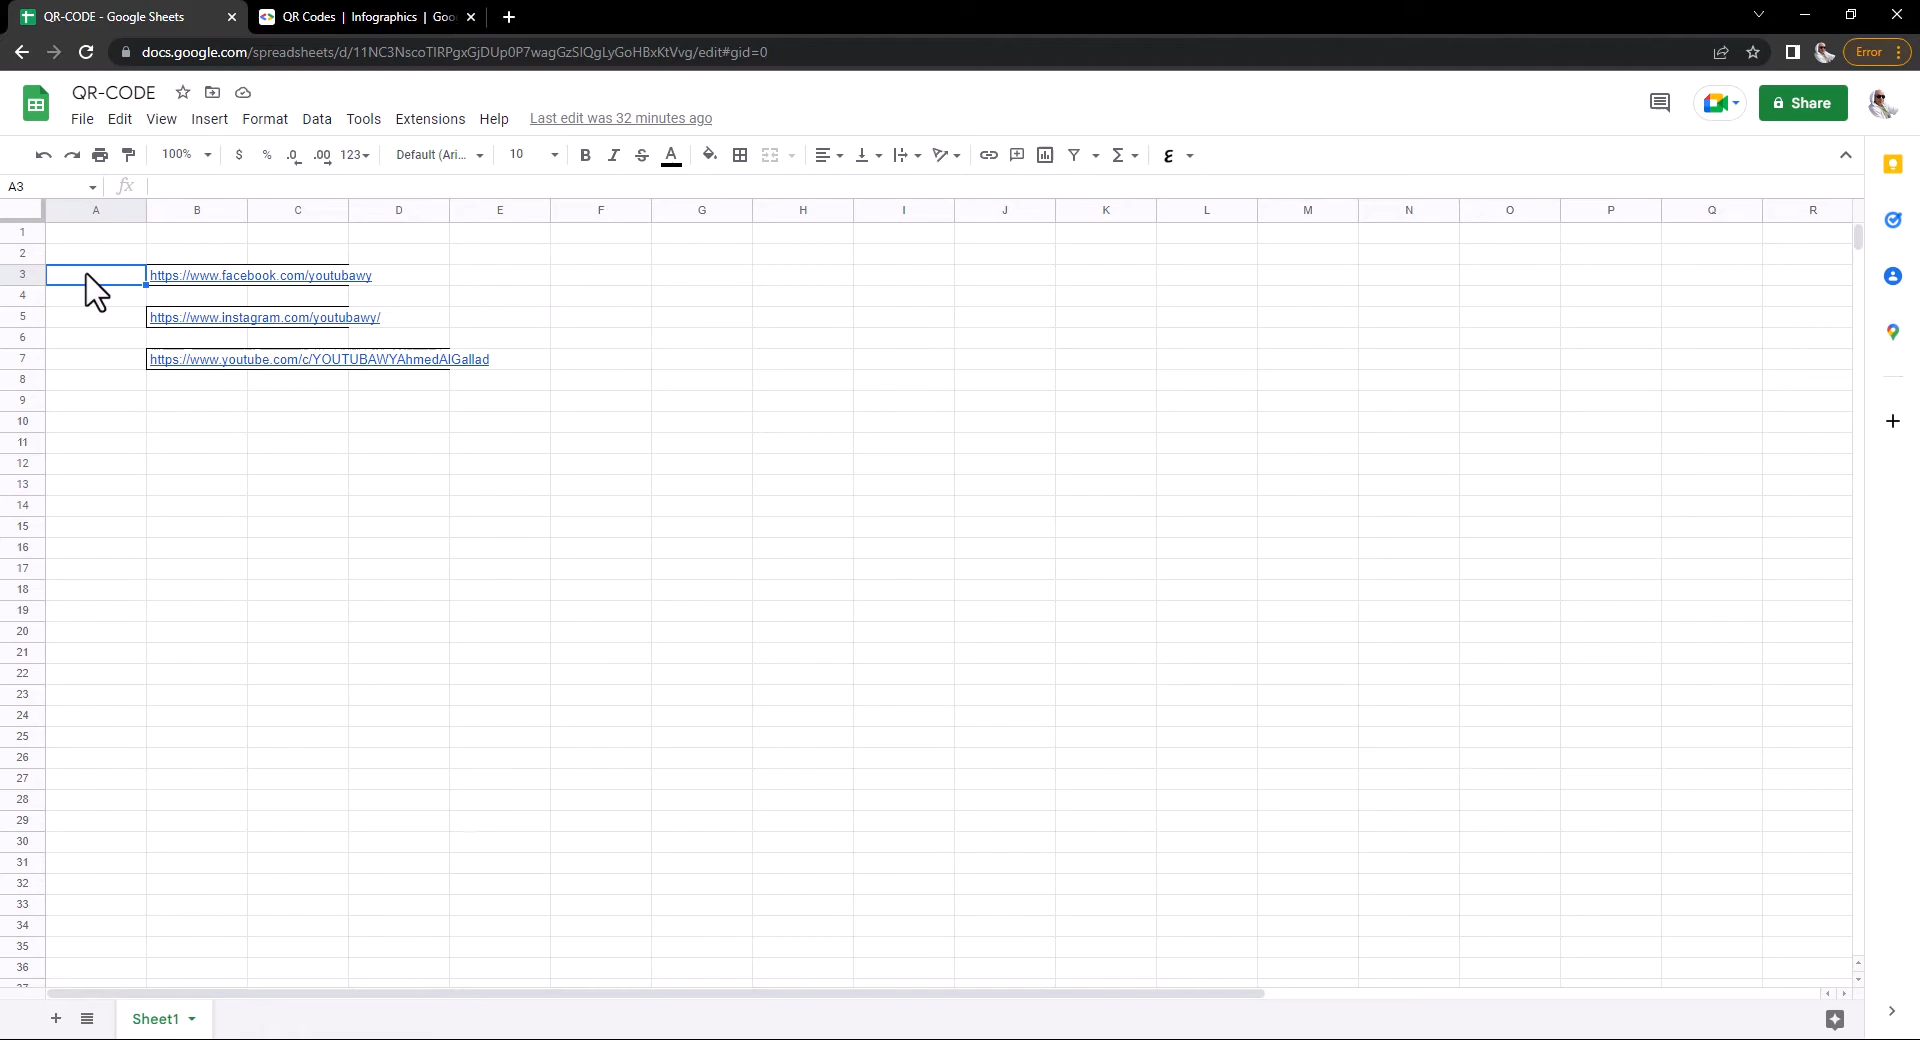 QR-CODE - Google Sheets
QR Codes | Infographics | Goo
docs.google.com/spreadsheets/d/11NC3NscoTIRPgxGjDUp0P7wagGzSIQgLyGoHBxKtVvg/edit#gid=0
Error
QR-CODE
File Edit View Insert Format Data Tools Extensions Help Last edit was 32 minutes ago
Share
100% $ % .0 .00 123 Default (Ari... 10 B I S A
A3 fx
A B C D E F G H I J K L M N O P Q R
1
2
3 https://www.facebook.com/youtubawy
4
5 https://www.instagram.com/youtubawy/
6
7 https://www.youtube.com/c/YOUTUBAWYAhmedAlGallad
8
9
10
11
12
13
14
15
16
17
18
19
20
21
22
23
24
25
26
27
28
29
30
31
32
33
34
35
36
37
Sheet1